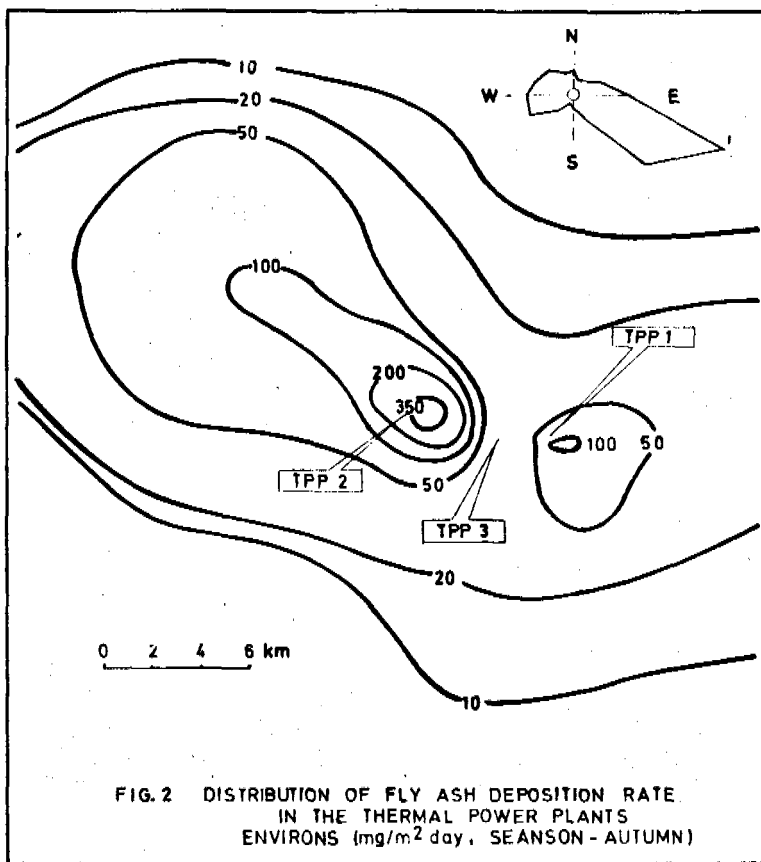 N
10
20
W E
50
S
100
TPP 1
200
350
100 50
TPP 2
50
TPP 3
20
0 2 4 6 km
10
FIG. 2 DISTRIBUTION OF FLY ASH DEPOSITION RATE
IN THE THERMAL POWER PLANTS
ENVIRONS (mg/m² day, SEANSON - AUTUMN)